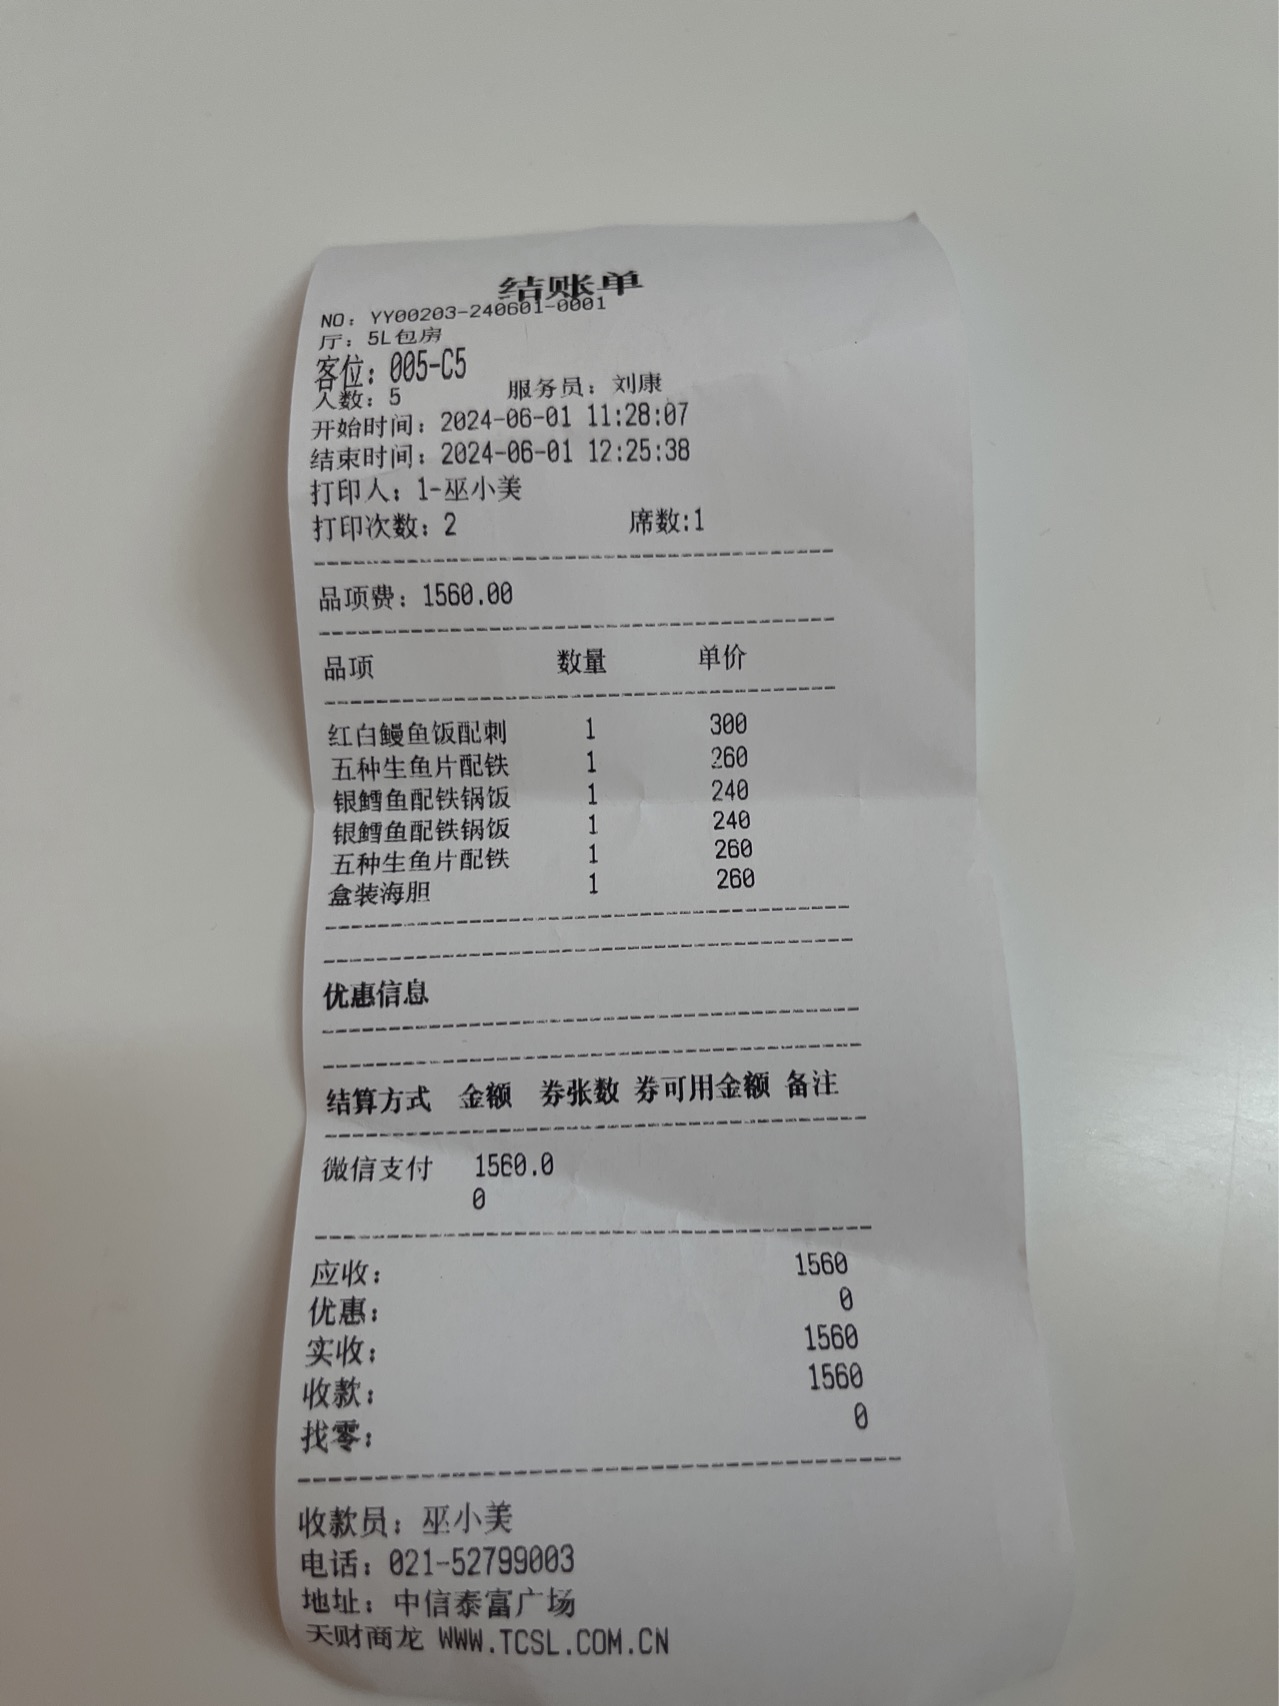 结账单
NO: YY00203-240601-0001
厅: 5L包房
客位: 005-C5
人数: 5 服务员: 刘康
开始时间: 2024-06-01 11:28:07
结束时间: 2024-06-01 12:25:38
打印人: 1-巫小美
打印次数: 2 席数:1
品项费: 1560.00
品项 数量 单价
红白鳗鱼饭配刺 1 300
五种生鱼片配铁 1 260
银鳕鱼配铁锅饭 1 240
银鳕鱼配铁锅饭 1 240
五种生鱼片配铁 1 260
盒装海胆 1 260
优惠信息
结算方式 金额 券张数 券可用金额 备注
微信支付 1560.0
0
应收: 1560
优惠: 0
实收: 1560
收款: 1560
找零: 0
收款员: 巫小美
电话: 021-52799003
地址: 中信泰富广场
天财商龙 WWW.TCSL.COM.CN